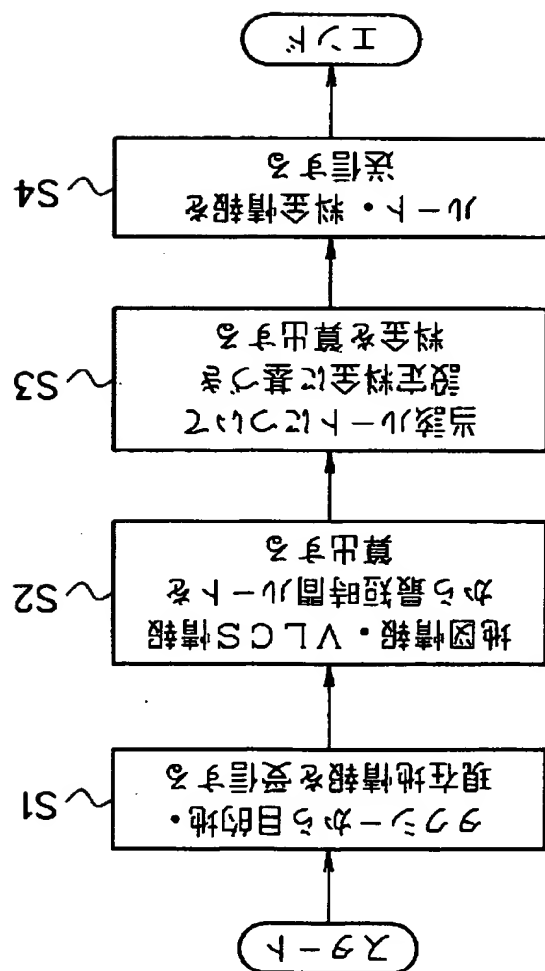 スタート
タクシーから目的地・
現在地情報を受信する
S1
地図情報・VLCS情報
から最短時間ルートを
算出する
S2
当該ルートについて
設定料金に基づき
料金を算出する
S3
ルート・料金情報を
送信する
S4
エンド